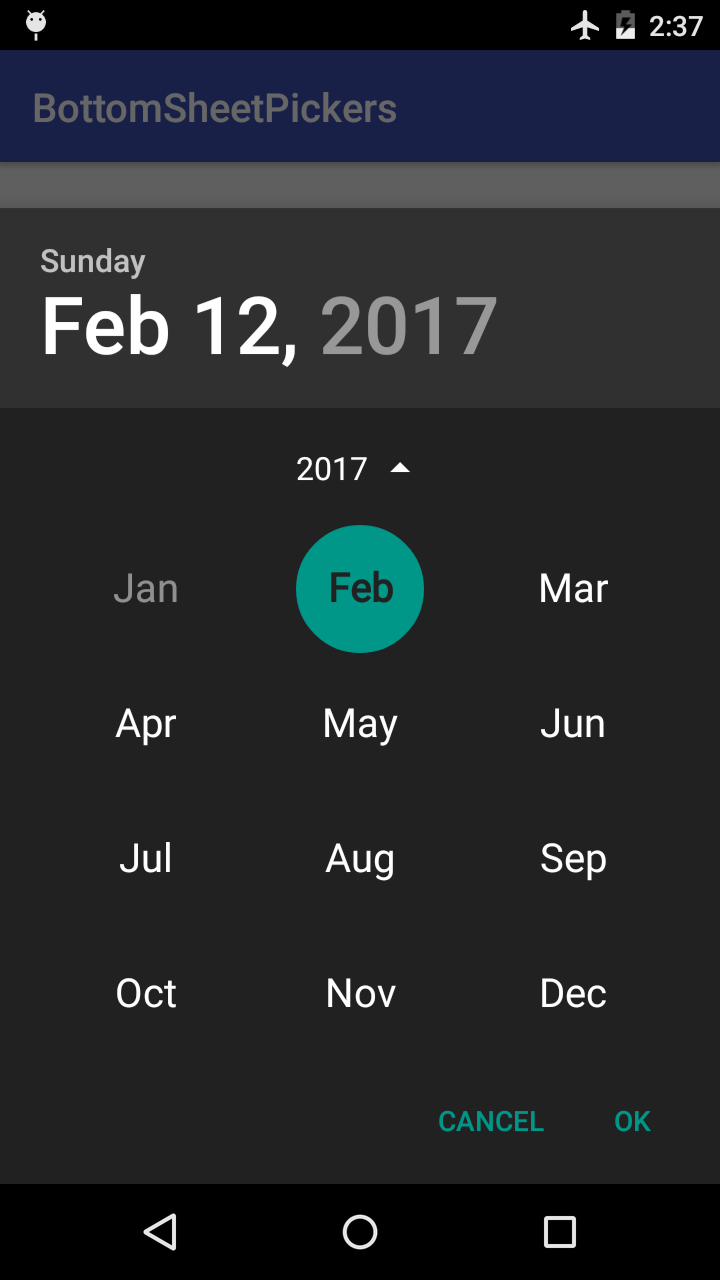 2:37
BottomSheetPickers
Sunday
Feb 12, 2017
2017
Jan Feb Mar
Apr May Jun
Jul Aug Sep
Oct Nov Dec
CANCEL OK